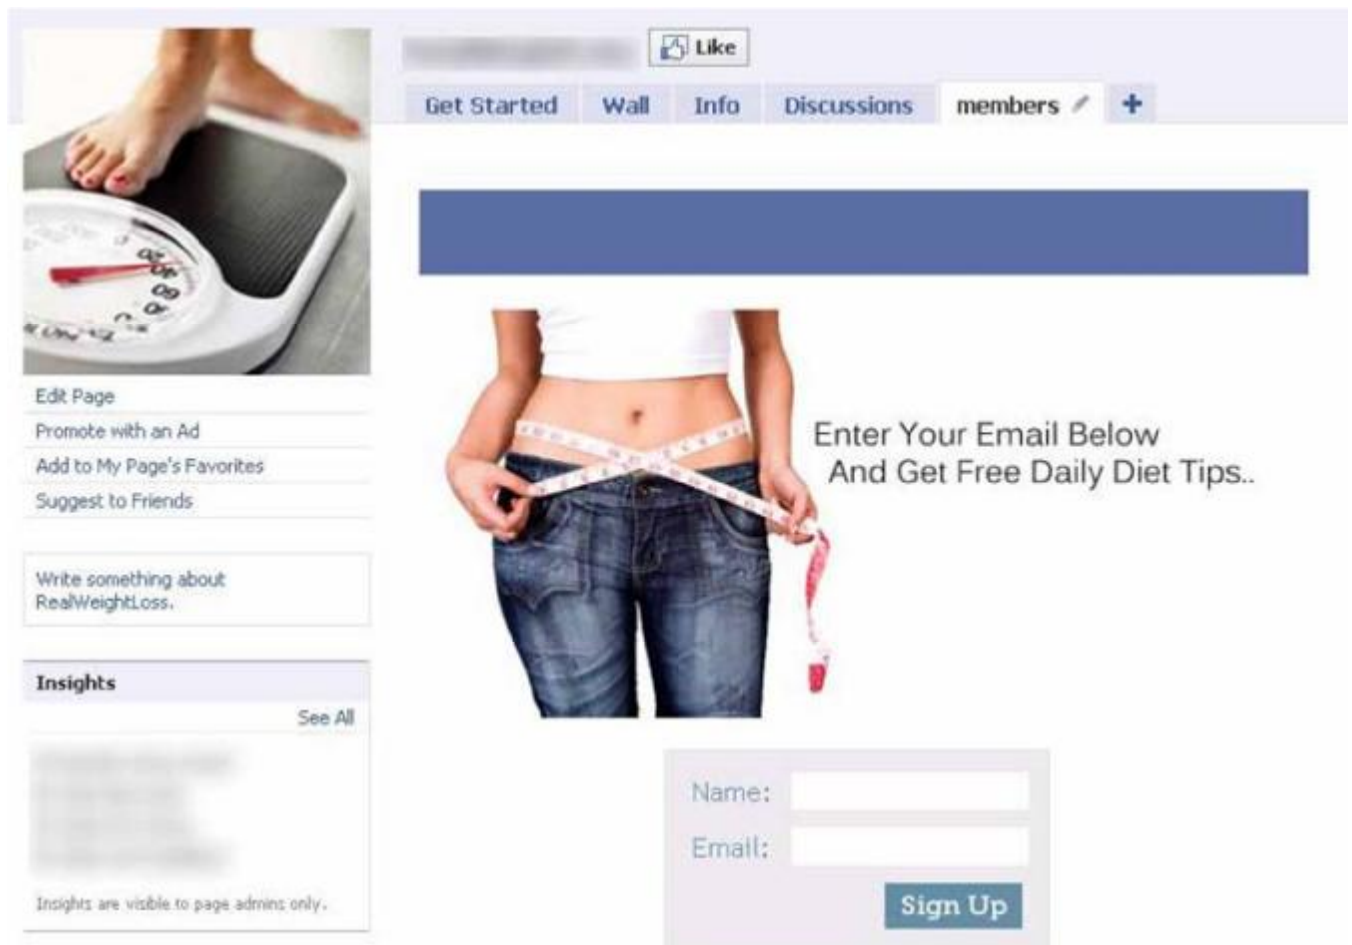 Like
Get Started Wall Info Discussions members +
Edit Page
Promote with an Ad
Add to My Page's Favorites
Suggest to Friends
Write something about
RealWeightLoss.
Insights
See All
Insights are visible to page admins only.
Enter Your Email Below
And Get Free Daily Diet Tips..
Name:
Email:
Sign Up